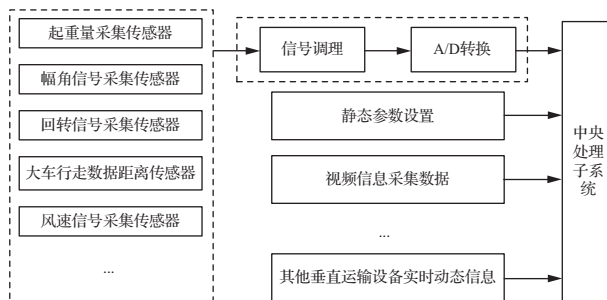 起重量采集传感器
幅角信号采集传感器
回转信号采集传感器
大车行走数据距离传感器
风速信号采集传感器
...
信号调理
A/D转换
静态参数设置
视频信息采集数据
...
其他垂直运输设备实时动态信息
中央
处理
子系
统